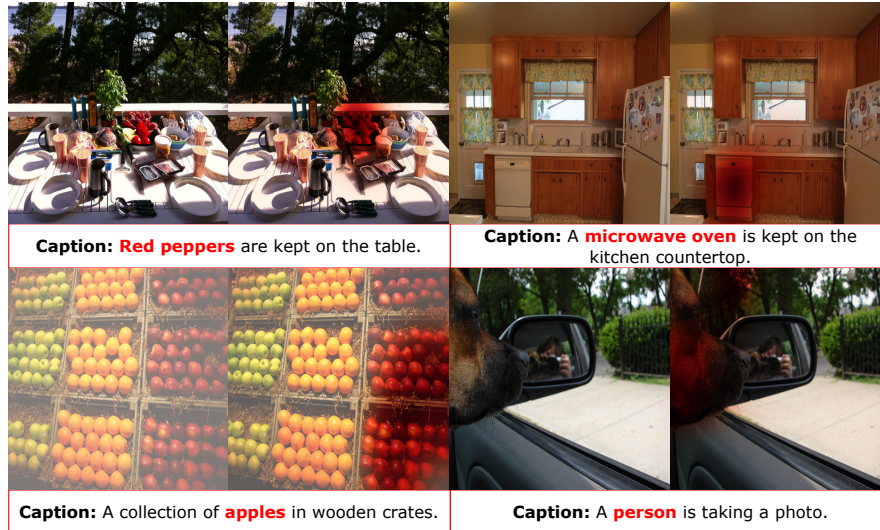 Caption: Red peppers are kept on the table.
Caption: A microwave oven is kept on the
kitchen countertop.
Caption: A collection of apples in wooden crates.
Caption: A person is taking a photo.